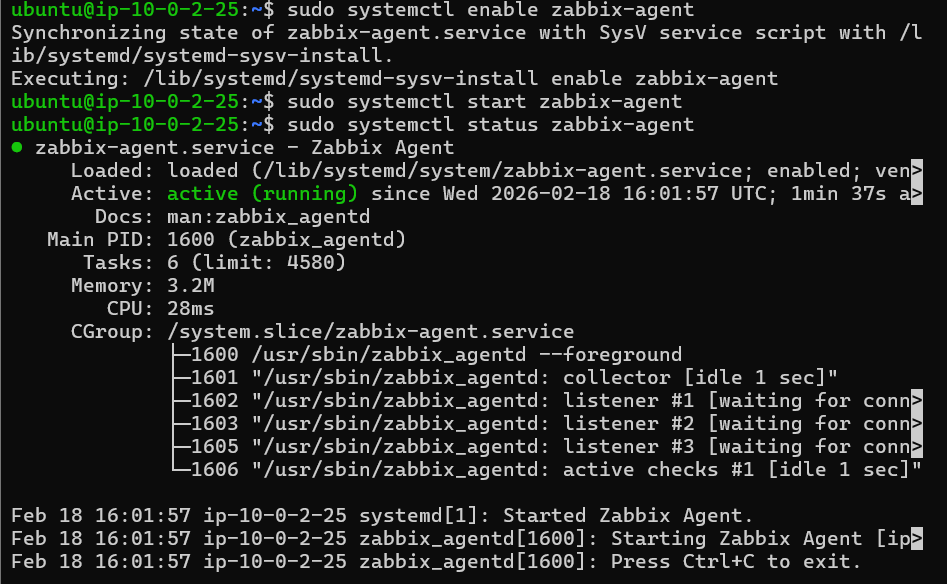 ubuntu@ip-10-0-2-25:~$ sudo systemctl enable zabbix-agent
Synchronizing state of zabbix-agent.service with SysV service script with /l
ib/systemd/systemd-sysv-install.
Executing: /lib/systemd/systemd-sysv-install enable zabbix-agent
ubuntu@ip-10-0-2-25:~$ sudo systemctl start zabbix-agent
ubuntu@ip-10-0-2-25:~$ sudo systemctl status zabbix-agent
● zabbix-agent.service - Zabbix Agent
     Loaded: loaded (/lib/systemd/system/zabbix-agent.service; enabled; ven>
     Active: active (running) since Wed 2026-02-18 16:01:57 UTC; 1min 37s a>
       Docs: man:zabbix_agentd
   Main PID: 1600 (zabbix_agentd)
      Tasks: 6 (limit: 4580)
     Memory: 3.2M
        CPU: 28ms
     CGroup: /system.slice/zabbix-agent.service
             ├─1600 /usr/sbin/zabbix_agentd --foreground
             ├─1601 "/usr/sbin/zabbix_agentd: collector [idle 1 sec]"
             ├─1602 "/usr/sbin/zabbix_agentd: listener #1 [waiting for conn>
             ├─1603 "/usr/sbin/zabbix_agentd: listener #2 [waiting for conn>
             ├─1605 "/usr/sbin/zabbix_agentd: listener #3 [waiting for conn>
             └─1606 "/usr/sbin/zabbix_agentd: active checks #1 [idle 1 sec]"

Feb 18 16:01:57 ip-10-0-2-25 systemd[1]: Started Zabbix Agent.
Feb 18 16:01:57 ip-10-0-2-25 zabbix_agentd[1600]: Starting Zabbix Agent [ip>
Feb 18 16:01:57 ip-10-0-2-25 zabbix_agentd[1600]: Press Ctrl+C to exit.